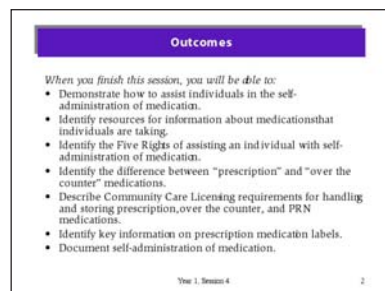 Outcomes
When you finish this session, you will be able to:
• Demonstrate how to assist individuals in the self-
administration of medication.
• Identify resources for information about medicationsthat
individuals are taking.
• Identify the Five Rights of assisting an individual with self-
administration of medication.
• Identify the difference between “prescription” and “over the
counter” medications.
• Describe Community Care Licensing requirements for handling
and storing prescription,over the counter, and PRN
medications.
• Identify key information on prescription medication labels.
• Document self-administration of medication.
Year 1, Session 4
2